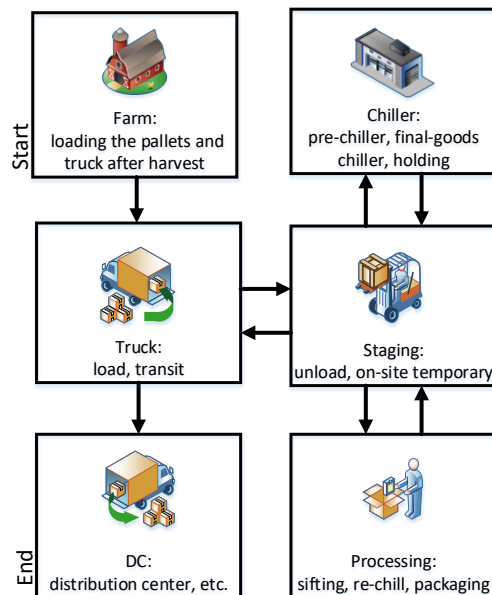 Start
Farm:
loading the pallets and
truck after harvest
Chiller:
pre-chiller, final-goods
chiller, holding
Truck:
load, transit
Staging:
unload, on-site temporary
End
DC:
distribution center, etc.
Processing:
sifting, re-chill, packaging